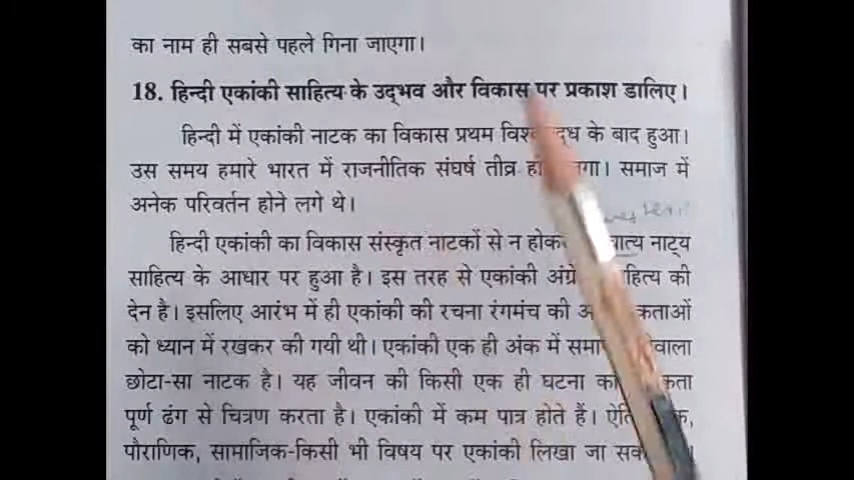 का नाम ही सबसे पहले गिना जाएगा।
18. हिन्दी एकांकी साहित्य के उद्‌भव और विकास पर प्रकाश डालिए।
हिन्दी में एकांकी नाटक का विकास प्रथम के बाद हुआ।
उस समय हमारे भारत में राजनीतिक संघर्ष तीव्र समाज में
अनेक परिवर्तन होने लगे थे।
हिन्दी एकांकी का विकास संस्कृत नाटकों से न नाट्य
साहित्य के आधार पर हुआ है। इस तरह से एकांकी की
देन है। इसलिए आरंभ में ही एकांकी की रचना रंगमंच की
को ध्यान में रखकर की गयी थी। एकांकी एक ही अंक में
छोटा-सा नाटक है। यह जीवन की किसी एक ही घटना
पूर्ण ढंग से चित्रण करता है। एकांकी में कम पात्र होते हैं।
पौराणिक, सामाजिक-किसी भी विषय पर एकांकी लिखा जा